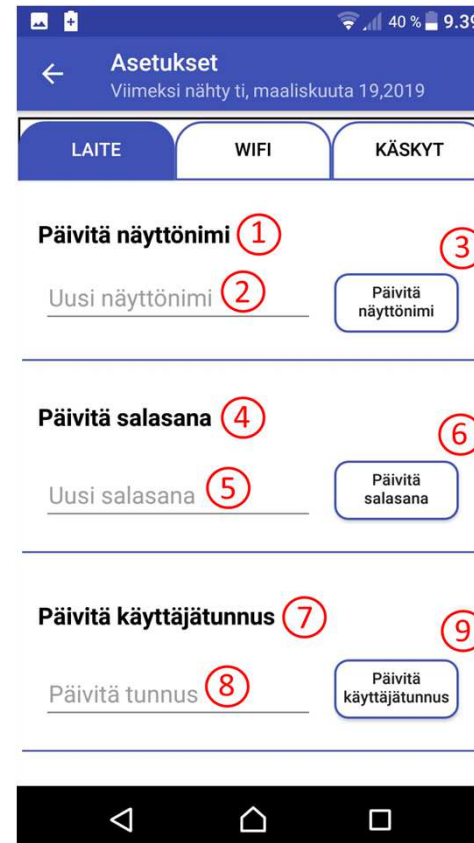 40 % 9.39
Asetukset
Viimeksi nähty ti, maaliskuuta 19,2019
LAITE WIFI KÄSKYT
Päivitä näyttönimi 1
3
Uusi näyttönimi 2
Päivitä
näyttönimi
Päivitä salasana 4
6
Uusi salasana 5
Päivitä
salasana
Päivitä käyttäjätunnus 7
9
Päivitä tunnus 8
Päivitä
käyttäjätunnus